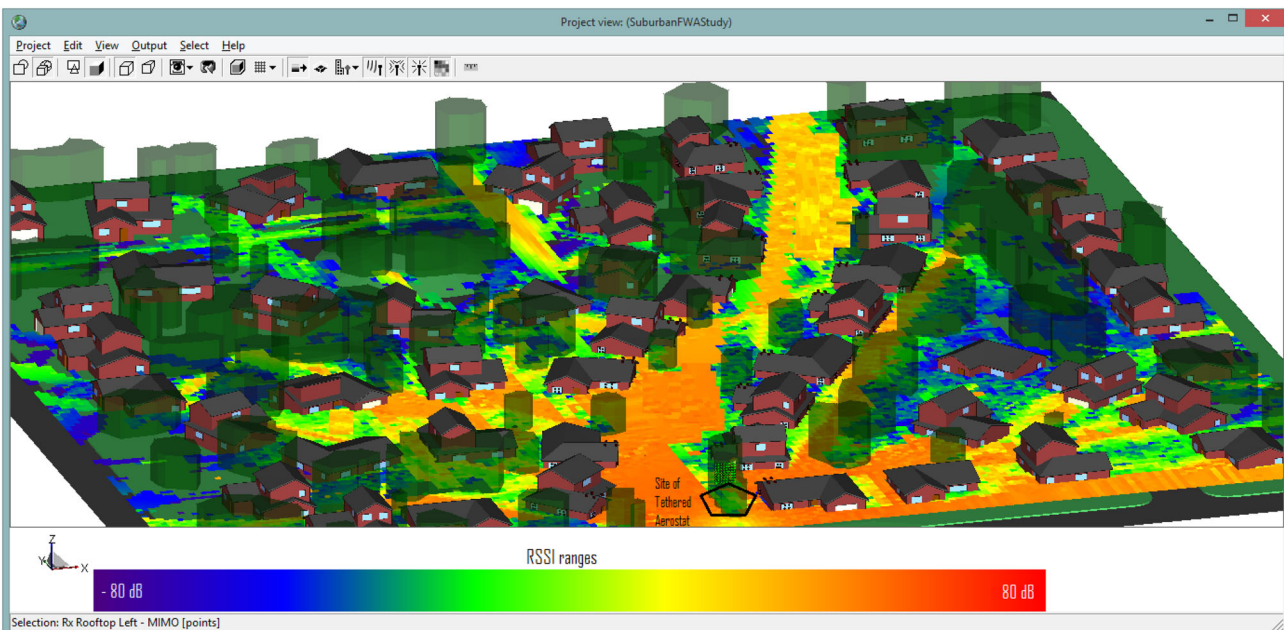 Project view: (SuburbanFWAStudy)
Project Edit View Output Select Help
Site of
Tethered
Aerostat
Z
Y
X
RSSI ranges
- 80 dB
80 dB
Selection: Rx Rooftop Left - MIMO [points]